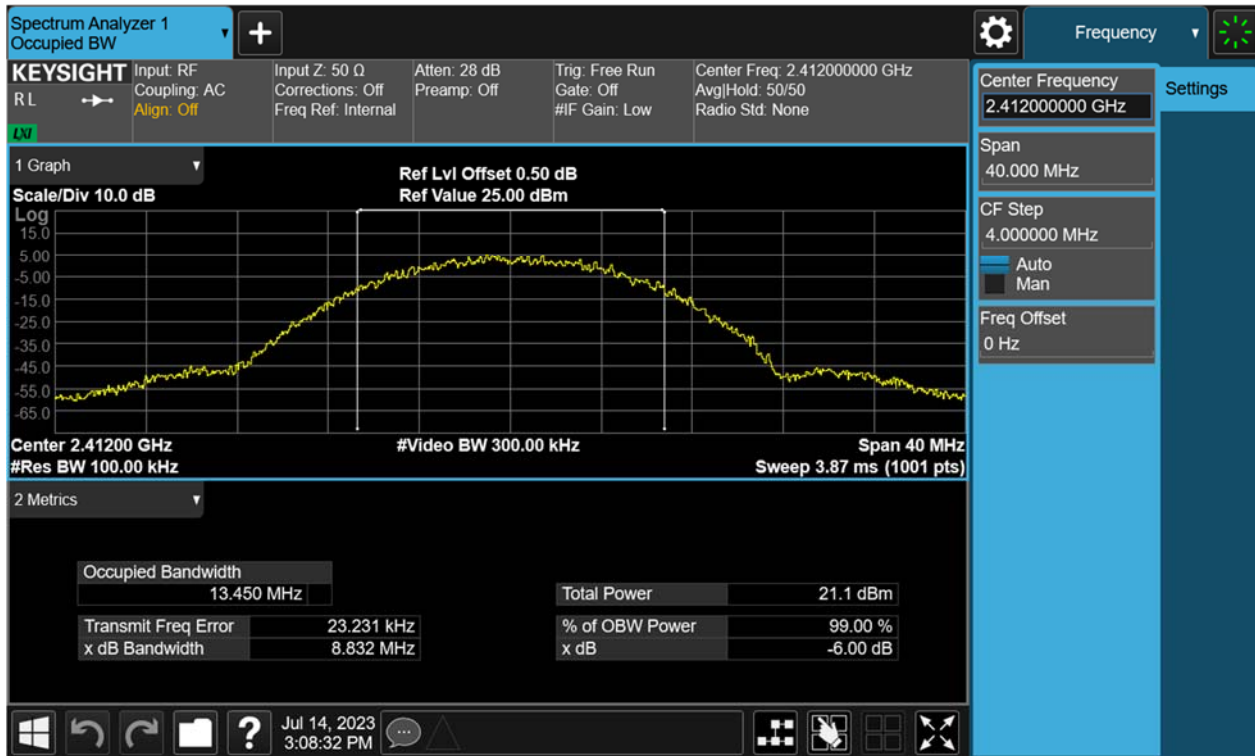 Spectrum Analyzer 1
Occupied BW
Frequency
KEYSIGHT
RL
LXI
Input: RF
Coupling: AC
Align: Off
Input Z: 50 Ω
Corrections: Off
Freq Ref: Internal
Atten: 28 dB
Preamp: Off
Trig: Free Run
Gate: Off
#IF Gain: Low
Center Freq: 2.412000000 GHz
Avg|Hold: 50/50
Radio Std: None
Center Frequency
2.412000000 GHz
Settings
Span
40.000 MHz
CF Step
4.000000 MHz
Auto
Man
Freq Offset
0 Hz
1 Graph
Scale/Div 10.0 dB
Ref Lvl Offset 0.50 dB
Ref Value 25.00 dBm
Log
15.0
5.00
-5.00
-15.0
-25.0
-35.0
-45.0
-55.0
-65.0
Center 2.41200 GHz
#Res BW 100.00 kHz
#Video BW 300.00 kHz
Span 40 MHz
Sweep 3.87 ms (1001 pts)
2 Metrics
Occupied Bandwidth
13.450 MHz
Transmit Freq Error 23.231 kHz
x dB Bandwidth 8.832 MHz
Total Power 21.1 dBm
% of OBW Power 99.00 %
x dB -6.00 dB
?
Jul 14, 2023
3:08:32 PM